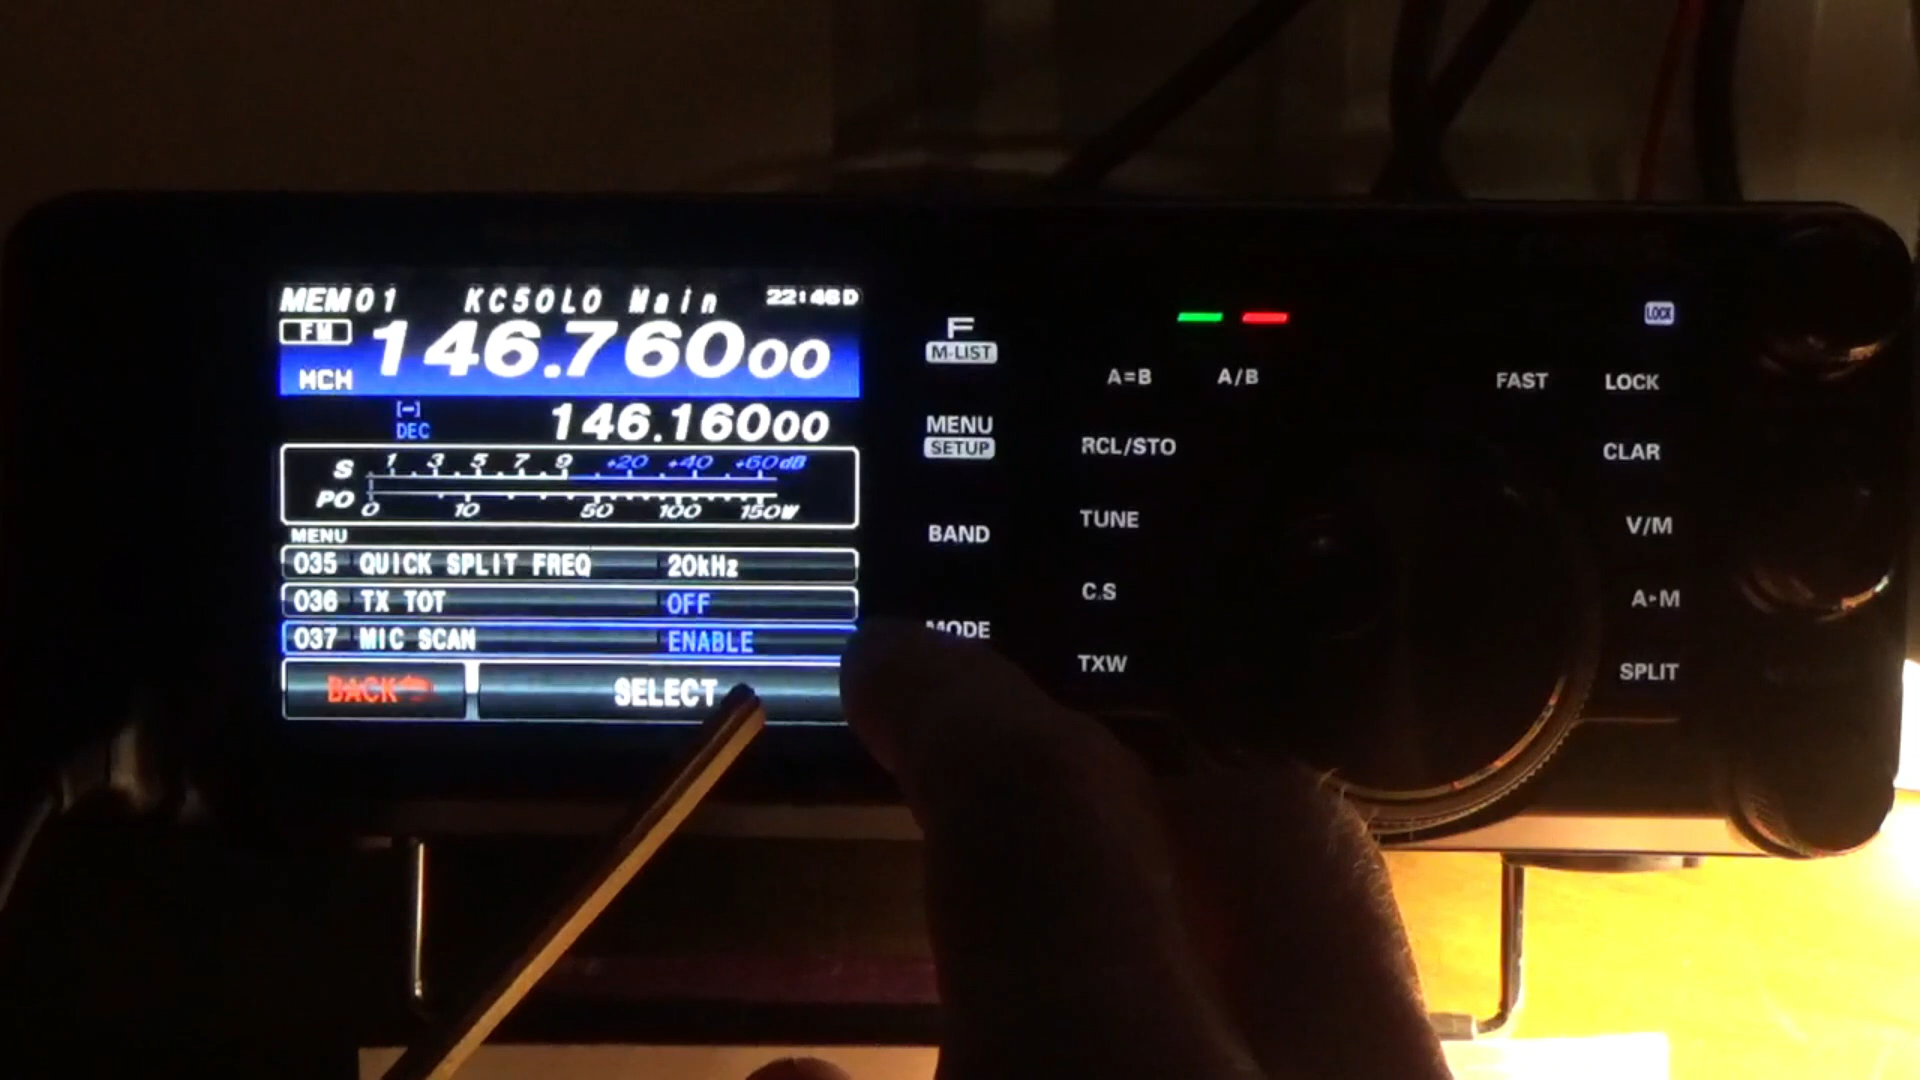 MEM01 KC5OLO Main 22:46D
FM 146.76000
MCH
[-] 146.16000
DEC
S 1 3 5 7 9 +20 +40 +60dB
PO 0 10 50 100 150W
MENU
035 QUICK SPLIT FREQ 20kHz
036 TX TOT OFF
037 MIC SCAN ENABLE
BACK SELECT
F
M-LIST
MENU
SETUP
BAND
MODE
A=B A/B
RCL/STO
TUNE
C.S
TXW
LOCK
FAST LOCK
CLAR
V/M
A▸M
SPLIT